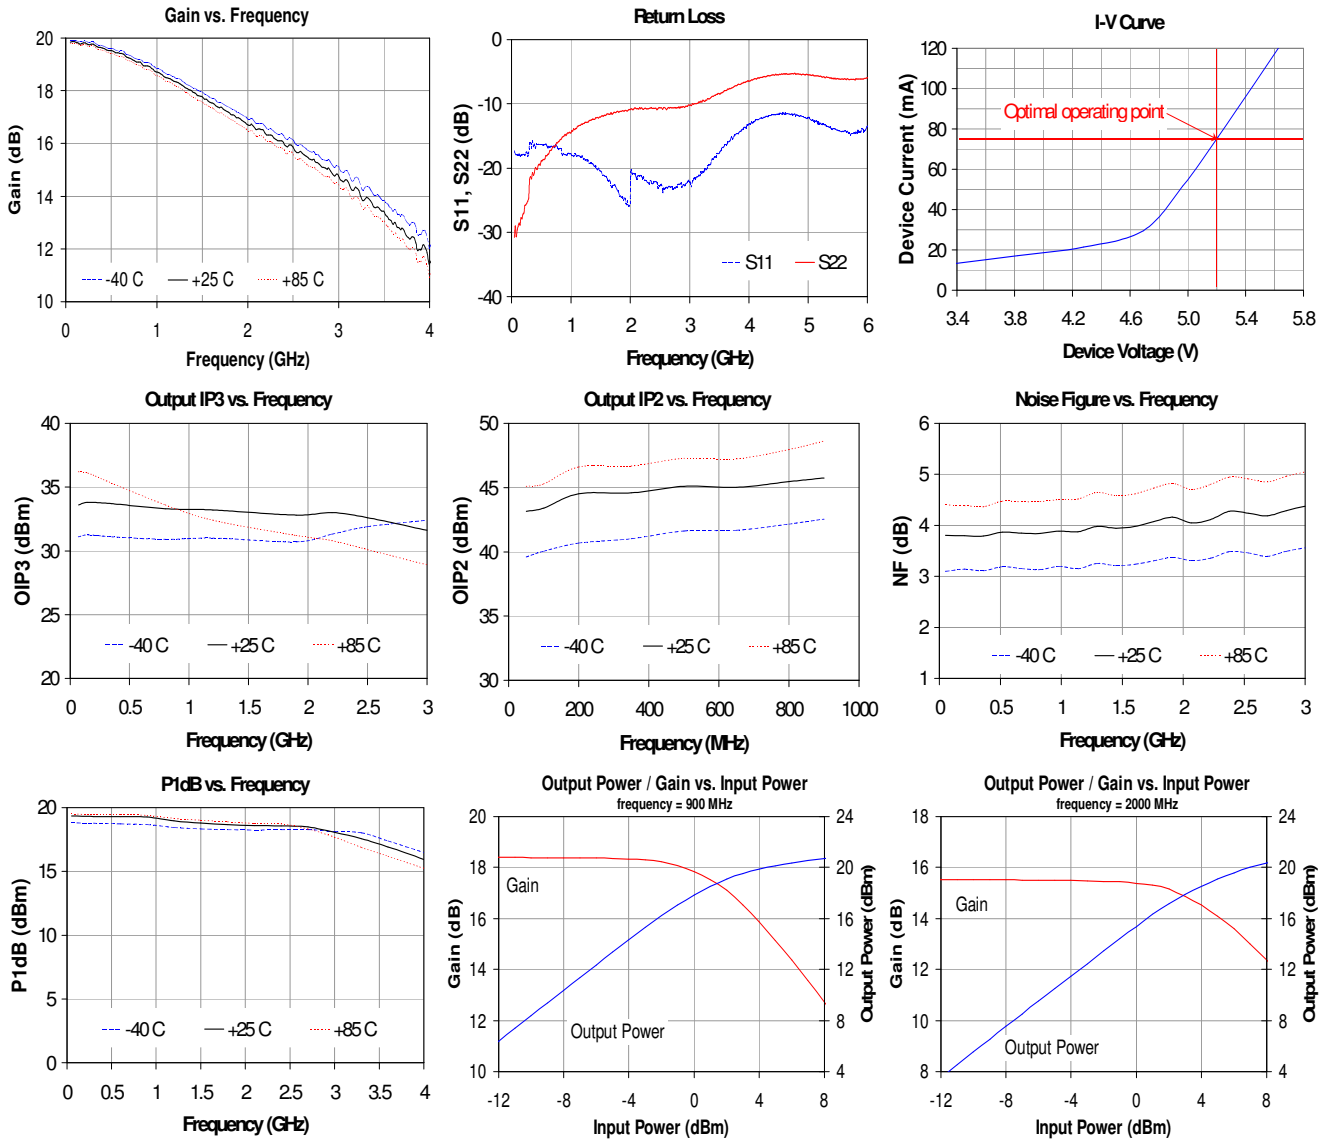 Gain vs. Frequency
Gain (dB)
20
18
16
14
12
10
-40 C
+25 C
+85 C
0 1 2 3 4
Frequency (GHz)
Return Loss
S11, S22 (dB)
0
-10
-20
-30
-40
S11
S22
0 1 2 3 4 5 6
Frequency (GHz)
I-V Curve
Device Current (mA)
120
100
80
60
40
20
0
Optimal operating point
3.4 3.8 4.2 4.6 5.0 5.4 5.8
Device Voltage (V)
Output IP3 vs. Frequency
OIP3 (dBm)
40
35
30
25
20
-40 C
+25 C
+85 C
0 0.5 1 1.5 2 2.5 3
Frequency (GHz)
Output IP2 vs. Frequency
OIP2 (dBm)
50
45
40
35
30
-40 C
+25 C
+85 C
0 200 400 600 800 1000
Frequency (MHz)
Noise Figure vs. Frequency
NF (dB)
6
5
4
3
2
1
-40 C
+25 C
+85 C
0 0.5 1 1.5 2 2.5 3
Frequency (GHz)
P1dB vs. Frequency
P1dB (dBm)
20
15
10
5
0
-40 C
+25 C
+85 C
0 0.5 1 1.5 2 2.5 3 3.5 4
Frequency (GHz)
Output Power / Gain vs. Input Power
frequency = 900 MHz
Gain (dB)
20
18
16
14
12
10
Gain
Output Power
24
20
16
12
8
4
Output Power (dBm)
-12 -8 -4 0 4 8
Input Power (dBm)
Output Power / Gain vs. Input Power
frequency = 2000 MHz
Gain (dB)
18
16
14
12
10
8
Gain
Output Power
24
20
16
12
8
4
Output Power (dBm)
-12 -8 -4 0 4 8
Input Power (dBm)